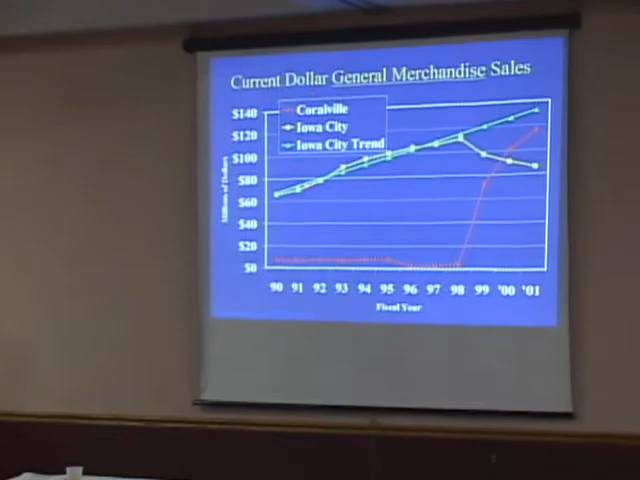 Current Dollar General Merchandise Sales
Coralville
Iowa City
Iowa City Trend
$140
$120
$100
$80
$60
$40
$20
$0
Millions of Dollars
90 91 92 93 94 95 96 97 98 99 '00 '01
Fiscal Year